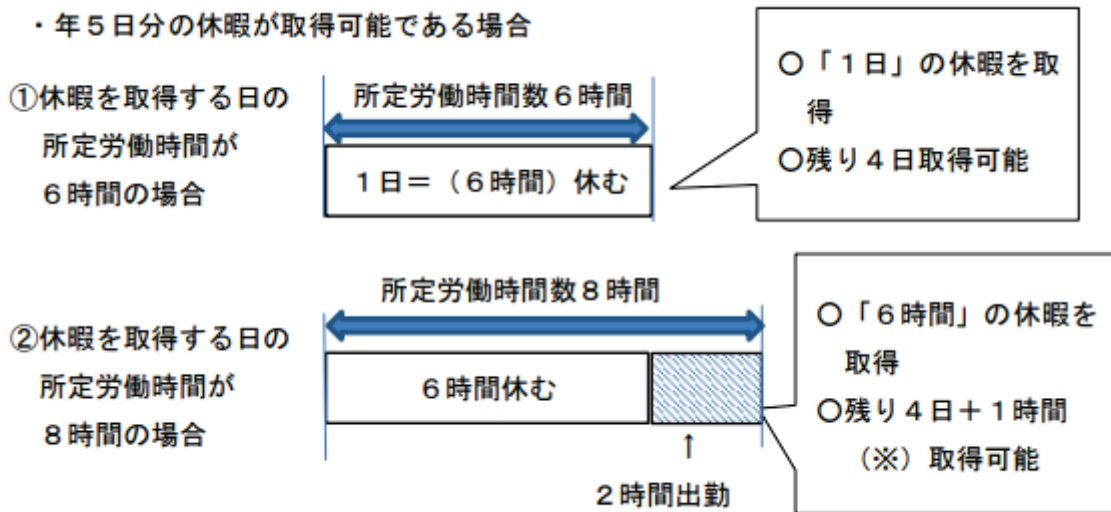 ・年５日分の休暇が取得可能である場合
①休暇を取得する日の
所定労働時間が
６時間の場合
所定労働時間数６時間
１日＝（６時間）休む
〇「１日」の休暇を取
得
〇残り４日取得可能
②休暇を取得する日の
所定労働時間が
８時間の場合
所定労働時間数８時間
６時間休む
↑
２時間出勤
〇「６時間」の休暇を
取得
〇残り４日＋１時間
（※）取得可能